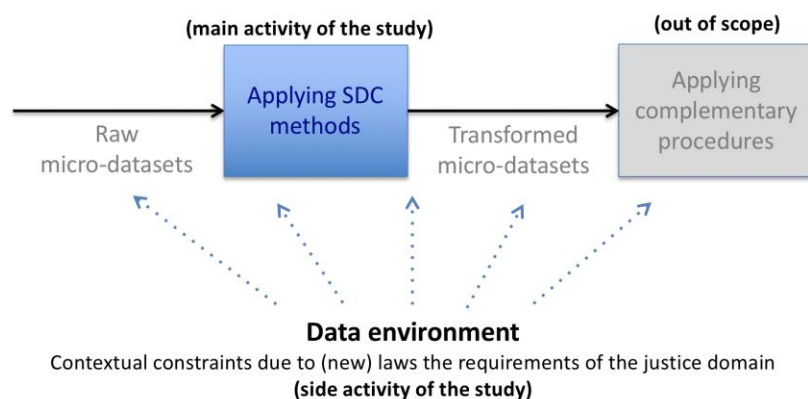 (main activity of the study)
(out of scope)
Applying SDC
methods
Applying
complementary
procedures
Raw
micro-datasets
Transformed
micro-datasets
Data environment
Contextual constraints due to (new) laws the requirements of the justice domain
(side activity of the study)